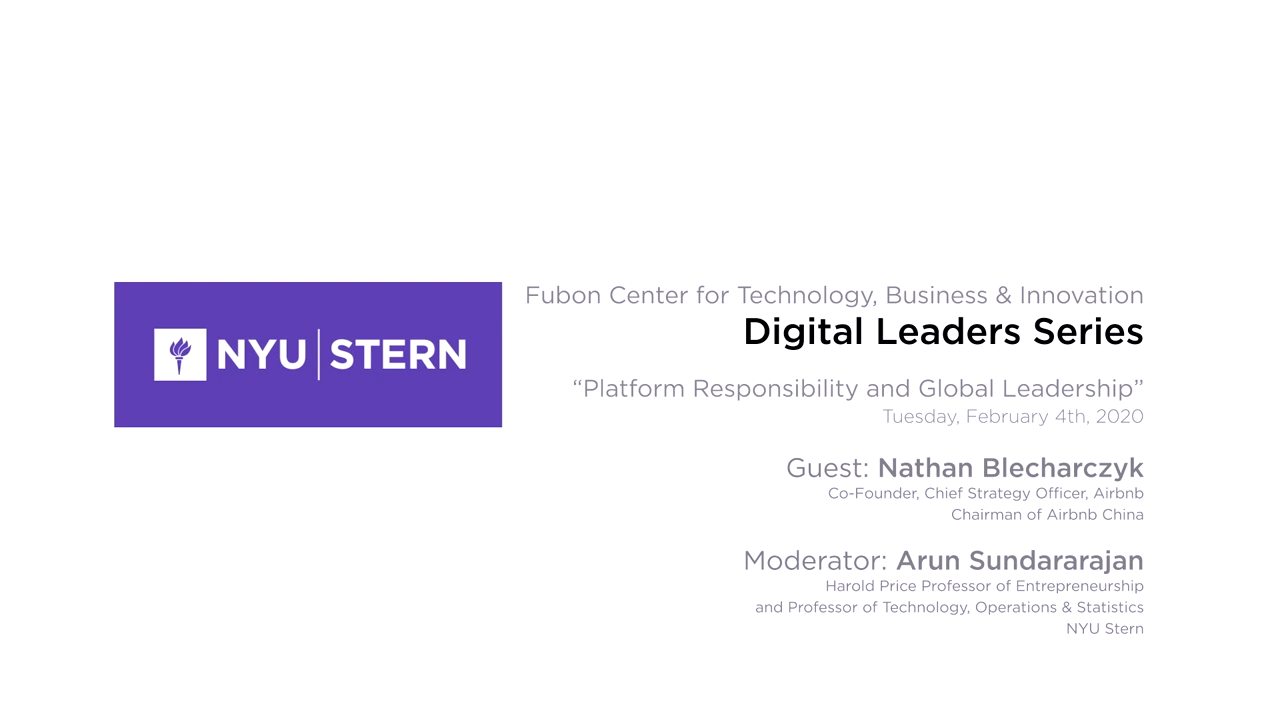 NYU | STERN
Fubon Center for Technology, Business & Innovation
Digital Leaders Series
“Platform Responsibility and Global Leadership”
Tuesday, February 4th, 2020
Guest: Nathan Blecharczyk
Co-Founder, Chief Strategy Officer, Airbnb
Chairman of Airbnb China
Moderator: Arun Sundararajan
Harold Price Professor of Entrepreneurship
and Professor of Technology, Operations & Statistics
NYU Stern